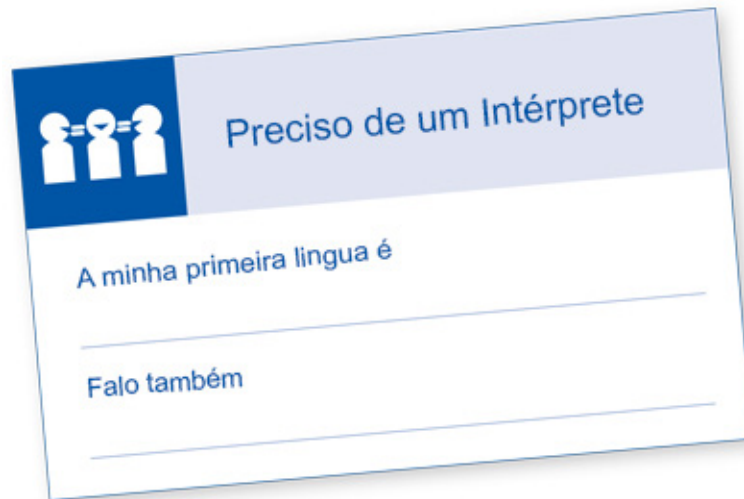 Preciso de um Intérprete
A minha primeira lingua é
Falo também